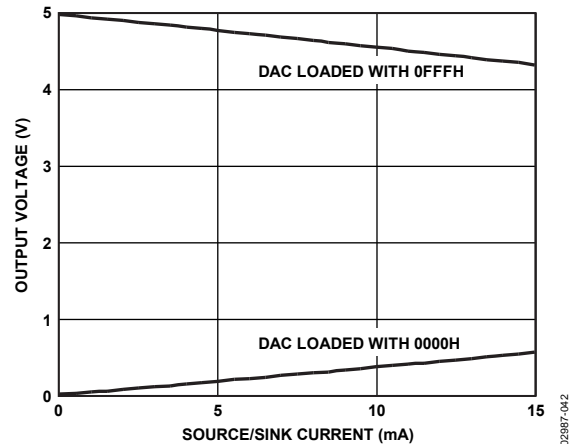 5
DAC LOADED WITH 0FFFH
4
3
OUTPUT VOLTAGE (V)
2
1
DAC LOADED WITH 0000H
0
0 5 10 15
SOURCE/SINK CURRENT (mA)
02987-042